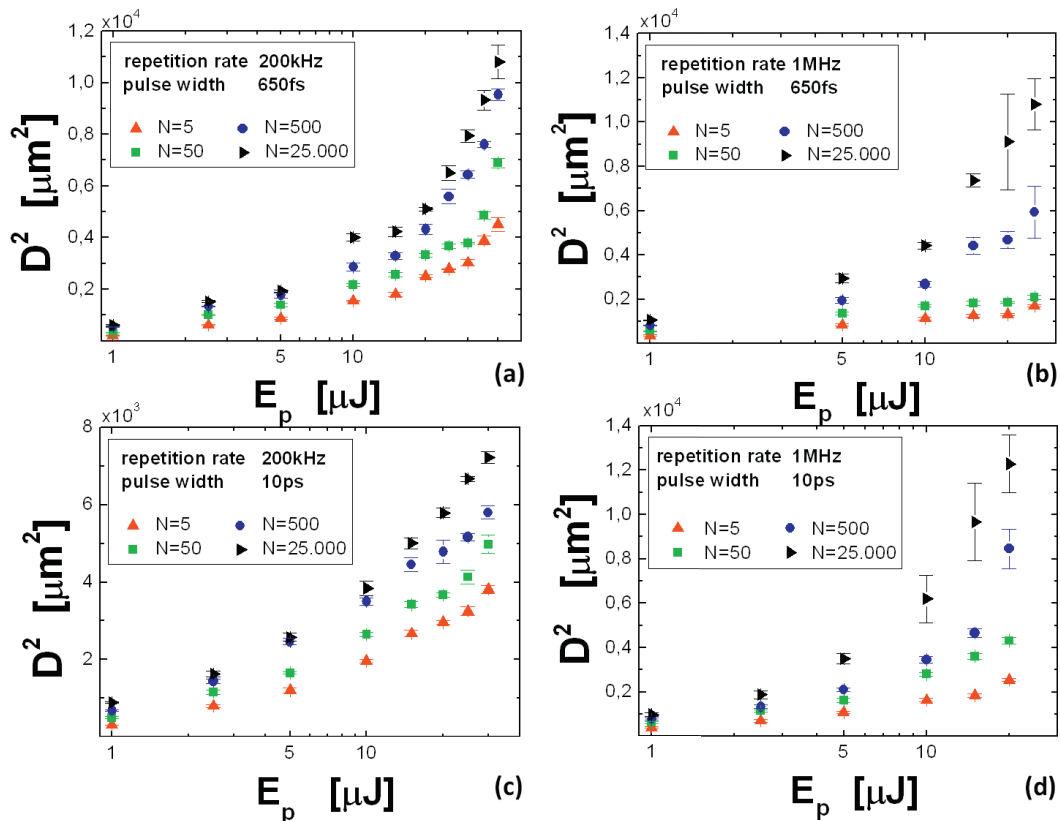 x10⁴
1,2
1,0
0,8
0,6
0,4
0,2
D² [μm²]
repetition rate 200kHz
pulse width 650fs
N=5 N=500
N=50 N=25.000
1 5 10
E_p [μJ]
(a)
x10⁴
1,4
1,2
1,0
0,8
0,6
0,4
0,2
D² [μm²]
repetition rate 1MHz
pulse width 650fs
N=5 N=500
N=50 N=25.000
1 5 10
E_p [μJ]
(b)
x10³
8
6
4
2
D² [μm²]
repetition rate 200kHz
pulse width 10ps
N=5 N=500
N=50 N=25.000
1 5 10
E_p [μJ]
(c)
x10⁴
1,4
1,2
1,0
0,8
0,6
0,4
0,2
D² [μm²]
repetition rate 1MHz
pulse width 10ps
N=5 N=500
N=50 N=25.000
1 5 10
E_p [μJ]
(d)